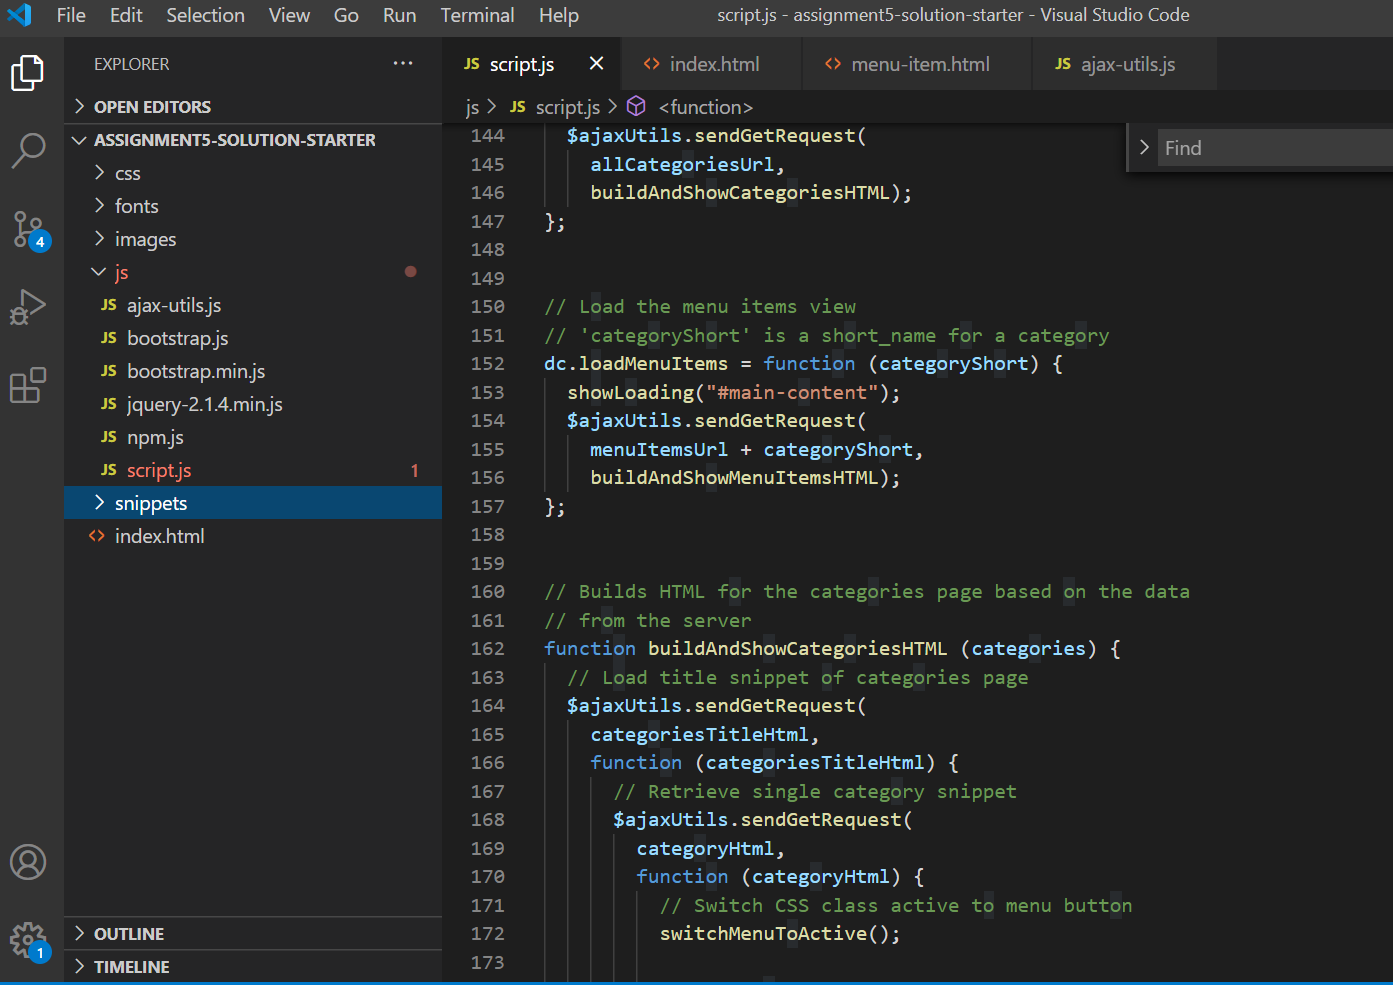 File Edit Selection View Go Run Terminal Help script.js - assignment5-solution-starter - Visual Studio Code
EXPLORER ...
OPEN EDITORS
ASSIGNMENT5-SOLUTION-STARTER
css
fonts
images
js
JS ajax-utils.js
JS bootstrap.js
JS bootstrap.min.js
JS jquery-2.1.4.min.js
JS npm.js
JS script.js 1
snippets
<> index.html
OUTLINE
TIMELINE
4
1
JS script.js × <> index.html <> menu-item.html JS ajax-utils.js
js > JS script.js > <function>
Find
144 $ajaxUtils.sendGetRequest(
145 allCategoriesUrl,
146 buildAndShowCategoriesHTML);
147 };
148
149
150 // Load the menu items view
151 // 'categoryShort' is a short_name for a category
152 dc.loadMenuItems = function (categoryShort) {
153 showLoading("#main-content");
154 $ajaxUtils.sendGetRequest(
155 menuItemsUrl + categoryShort,
156 buildAndShowMenuItemsHTML);
157 };
158
159
160 // Builds HTML for the categories page based on the data
161 // from the server
162 function buildAndShowCategoriesHTML (categories) {
163 // Load title snippet of categories page
164 $ajaxUtils.sendGetRequest(
165 categoriesTitleHtml,
166 function (categoriesTitleHtml) {
167 // Retrieve single category snippet
168 $ajaxUtils.sendGetRequest(
169 categoryHtml,
170 function (categoryHtml) {
171 // Switch CSS class active to menu button
172 switchMenuToActive();
173